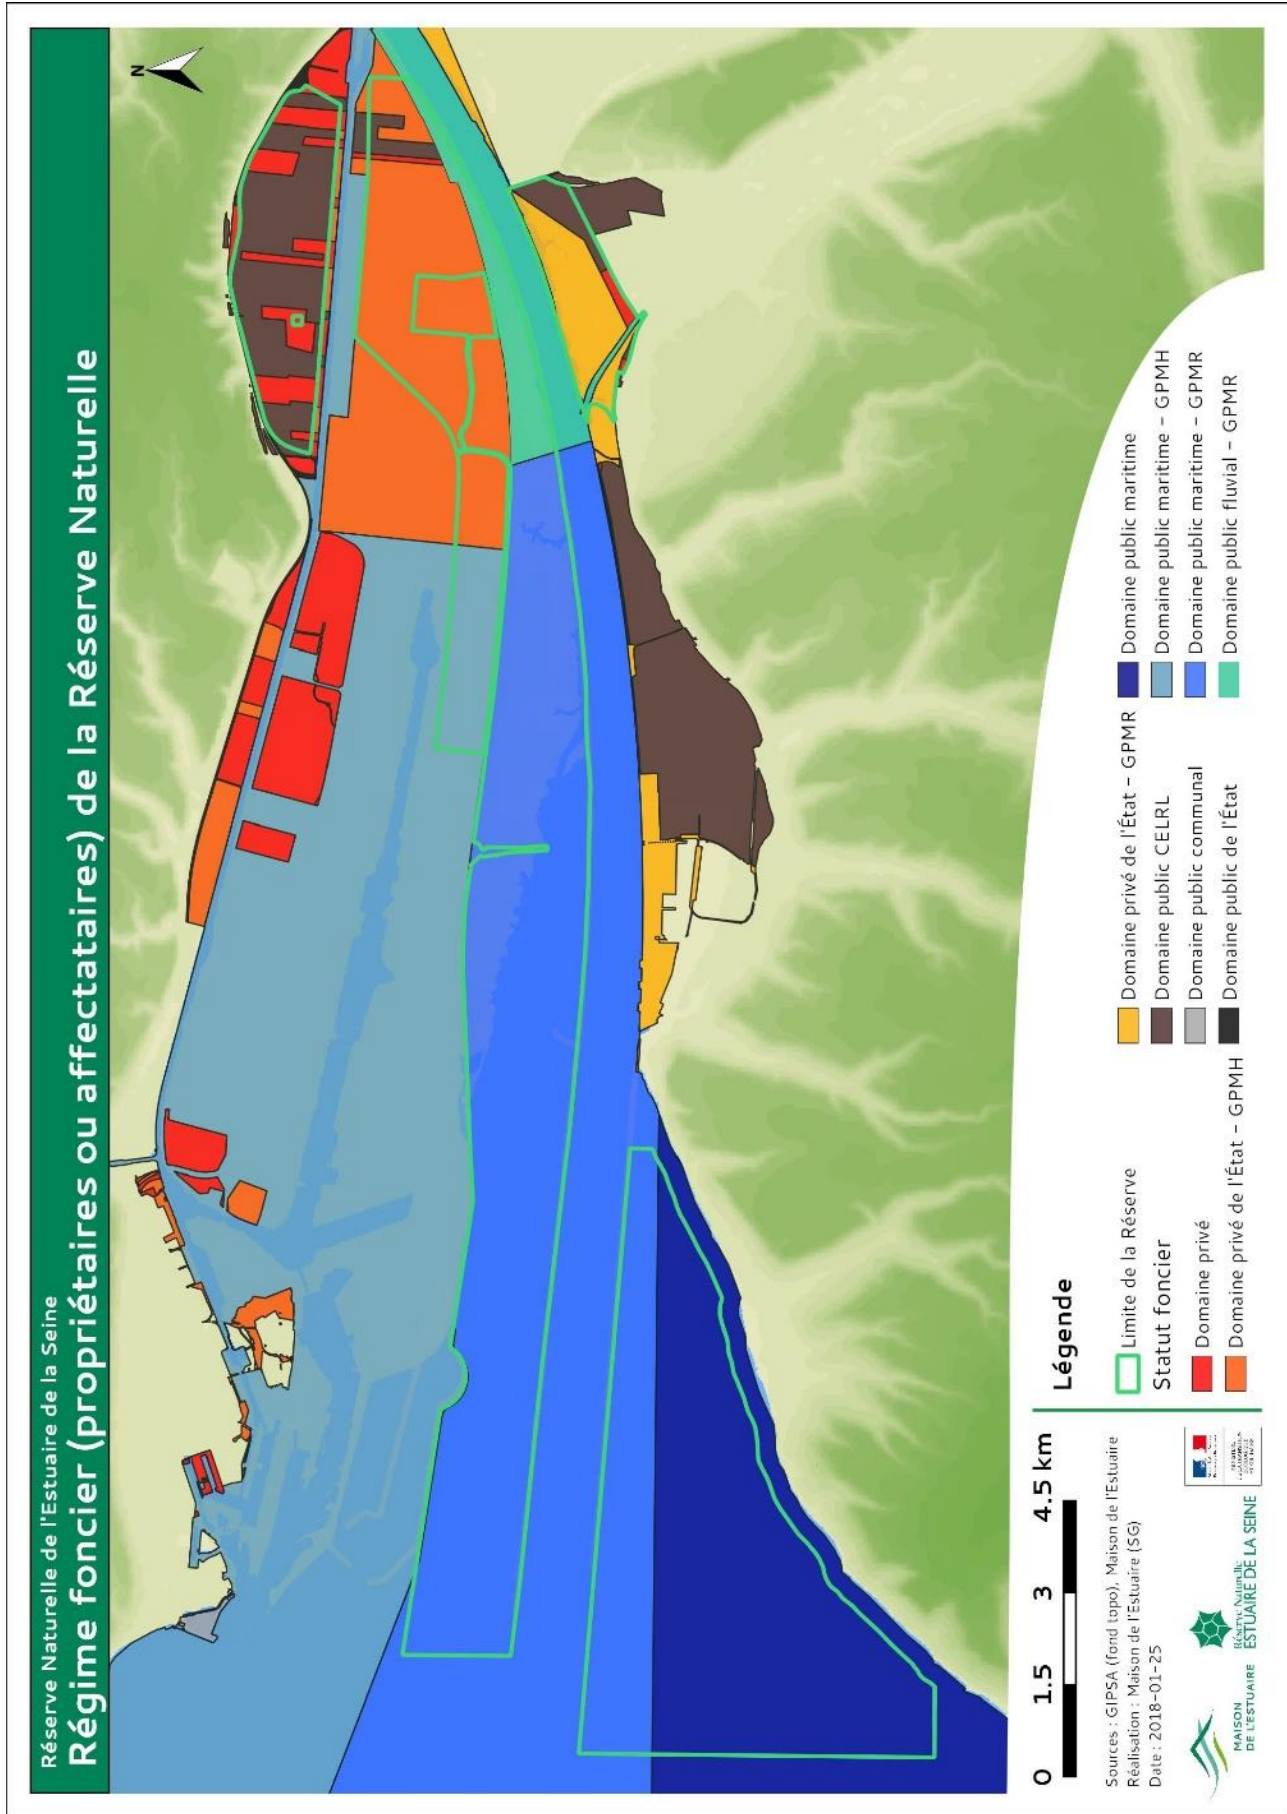 Réserve Naturelle de l'Estuaire de la Seine
Régime foncier (propriétaires ou affectataires) de la Réserve Naturelle
N
0 1.5 3 4.5 km
Sources : GIPSA (fond topo), Maison de l'Estuaire
Réalisation : Maison de l'Estuaire (SG)
Date : 2018-01-25
MAISON
DE L'ESTUAIRE
Réserve Naturelle
ESTUAIRE DE LA SEINE
Légende
Limite de la Réserve
Statut foncier
Domaine privé
Domaine privé de l'État - GPMH
Domaine privé de l'État - GPMR
Domaine public CELRL
Domaine public communal
Domaine public de l'État
Domaine public maritime
Domaine public maritime - GPMH
Domaine public maritime - GPMR
Domaine public fluvial - GPMR